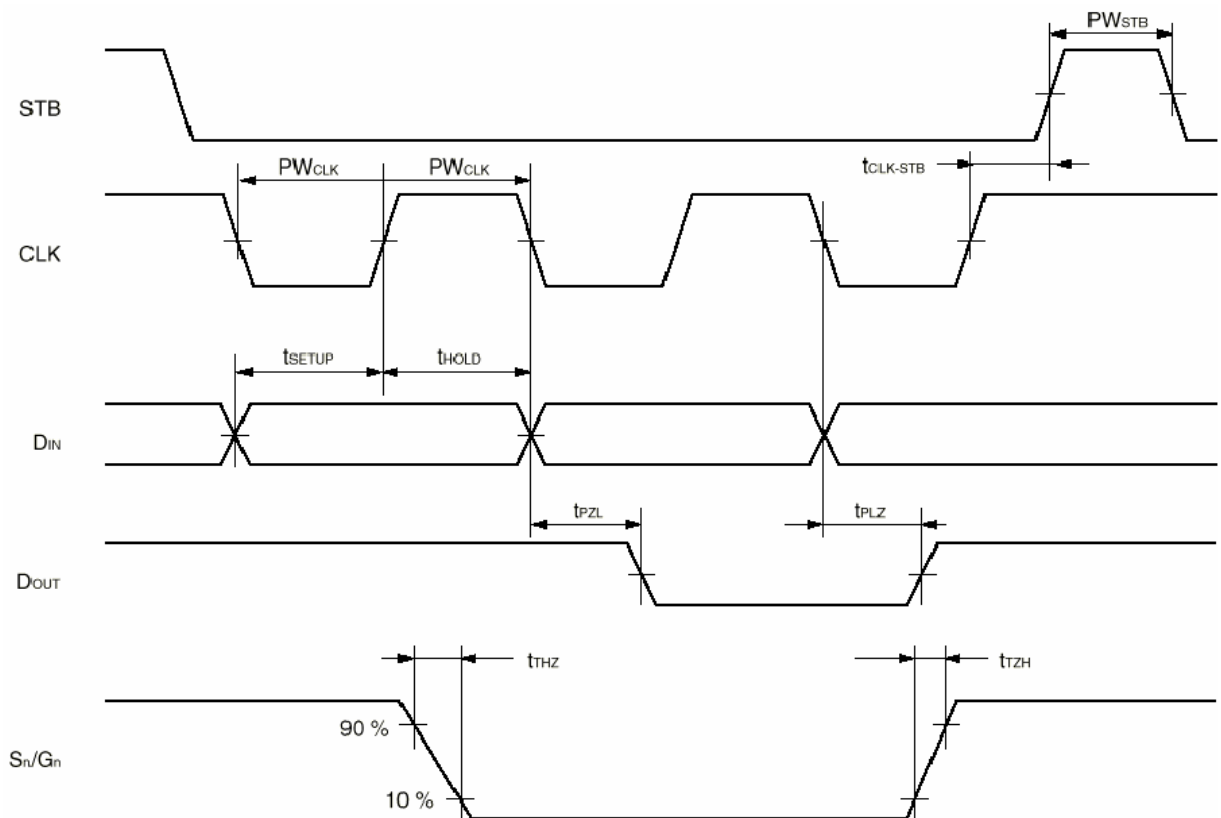 PWSTB
STB
tCLK-STB
PWCLK PWCLK
CLK
tSETUP tHOLD
DIN
tPZL tPLZ
DOUT
tTHZ tTZH
90 %
Sn/Gn
10 %